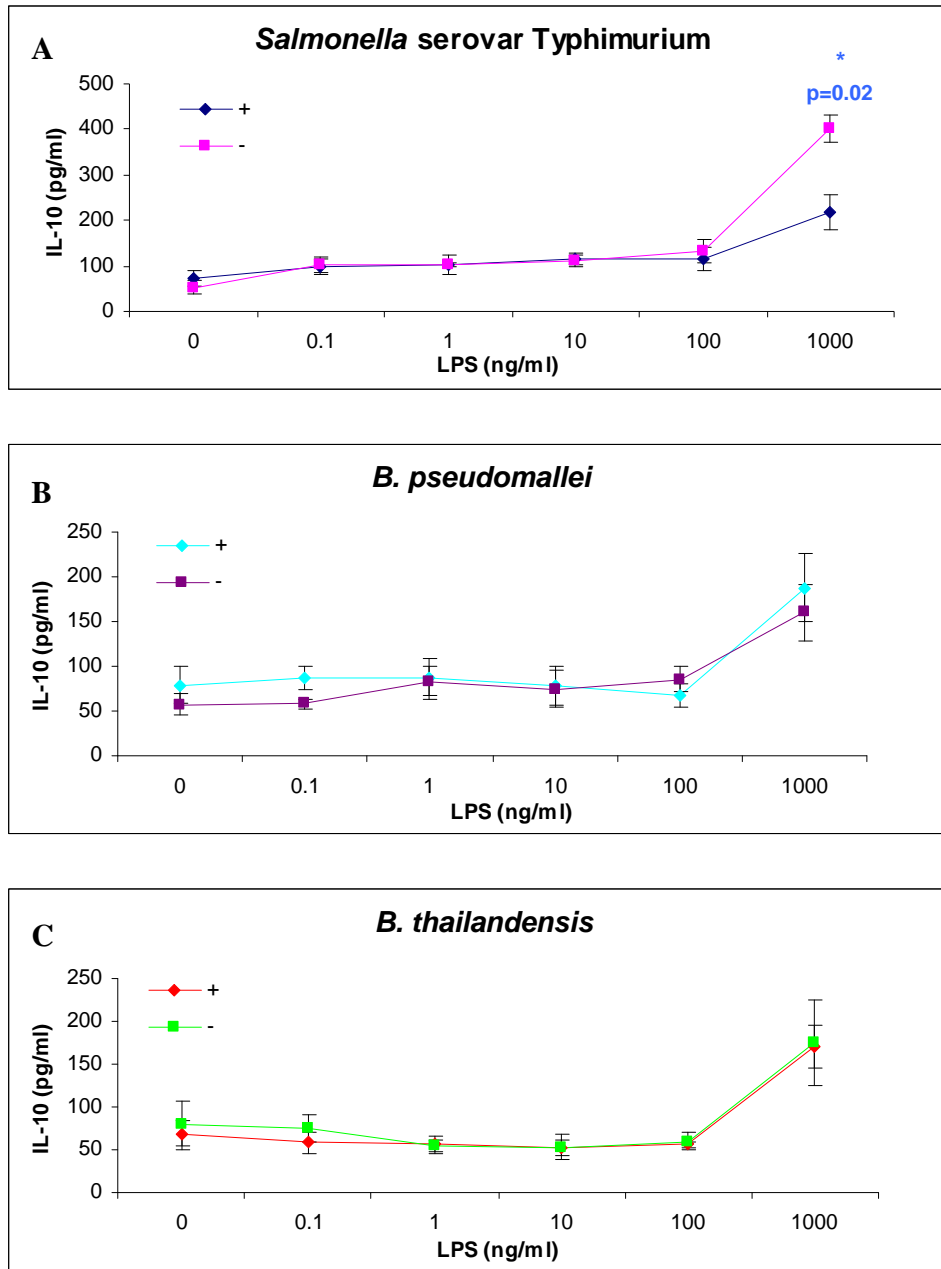 A
Salmonella serovar Typhimurium
*
p=0.02
+
-
500
400
300
200
100
0
IL-10 (pg/ml)
0 0.1 1 10 100 1000
LPS (ng/ml)
B
B. pseudomallei
+
-
250
200
150
100
50
0
IL-10 (pg/ml)
0 0.1 1 10 100 1000
LPS (ng/ml)
C
B. thailandensis
+
-
250
200
150
100
50
0
IL-10 (pg/ml)
0 0.1 1 10 100 1000
LPS (ng/ml)